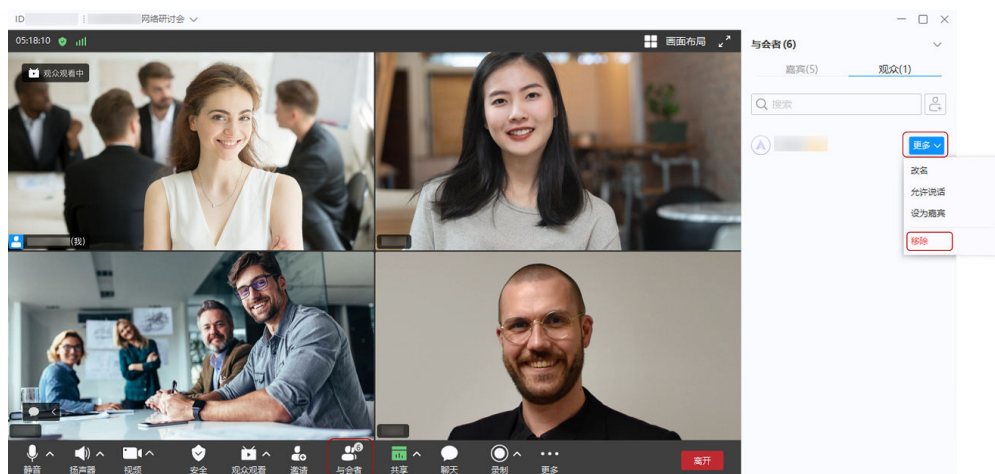 ID | 网络研讨会
05:18:10
画面布局
观众观看中
(我)
与会者 (6)
嘉宾(5) 观众(1)
搜索
更多
改名
允许说话
设为嘉宾
移除
静音 扬声器 视频 安全 观众观看 邀请 与会者 6 共享 聊天 录制 更多 离开